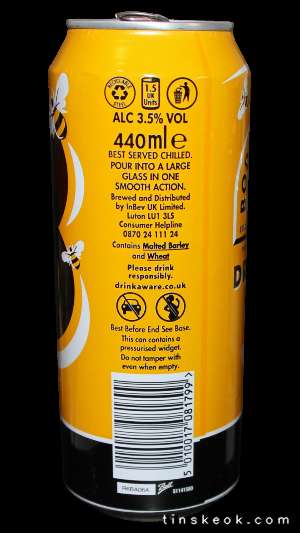 RECYCLABLE
STEEL
1.5
UK
Units
ALC 3.5% VOL
440ml e
BEST SERVED CHILLED.
POUR INTO A LARGE
GLASS IN ONE
SMOOTH ACTION.
Brewed and Distributed
by InBev UK Limited.
Luton LU1 3LS
Consumer Helpline
0870 24 111 24
Contains Malted Barley
and Wheat
Please drink
responsibly.
drinkaware.co.uk
Best Before End See Base.
This can contains a
pressurised widget.
Do not tamper with
even when empty.
5 010017 081799 >
Ball
tinskeok.com